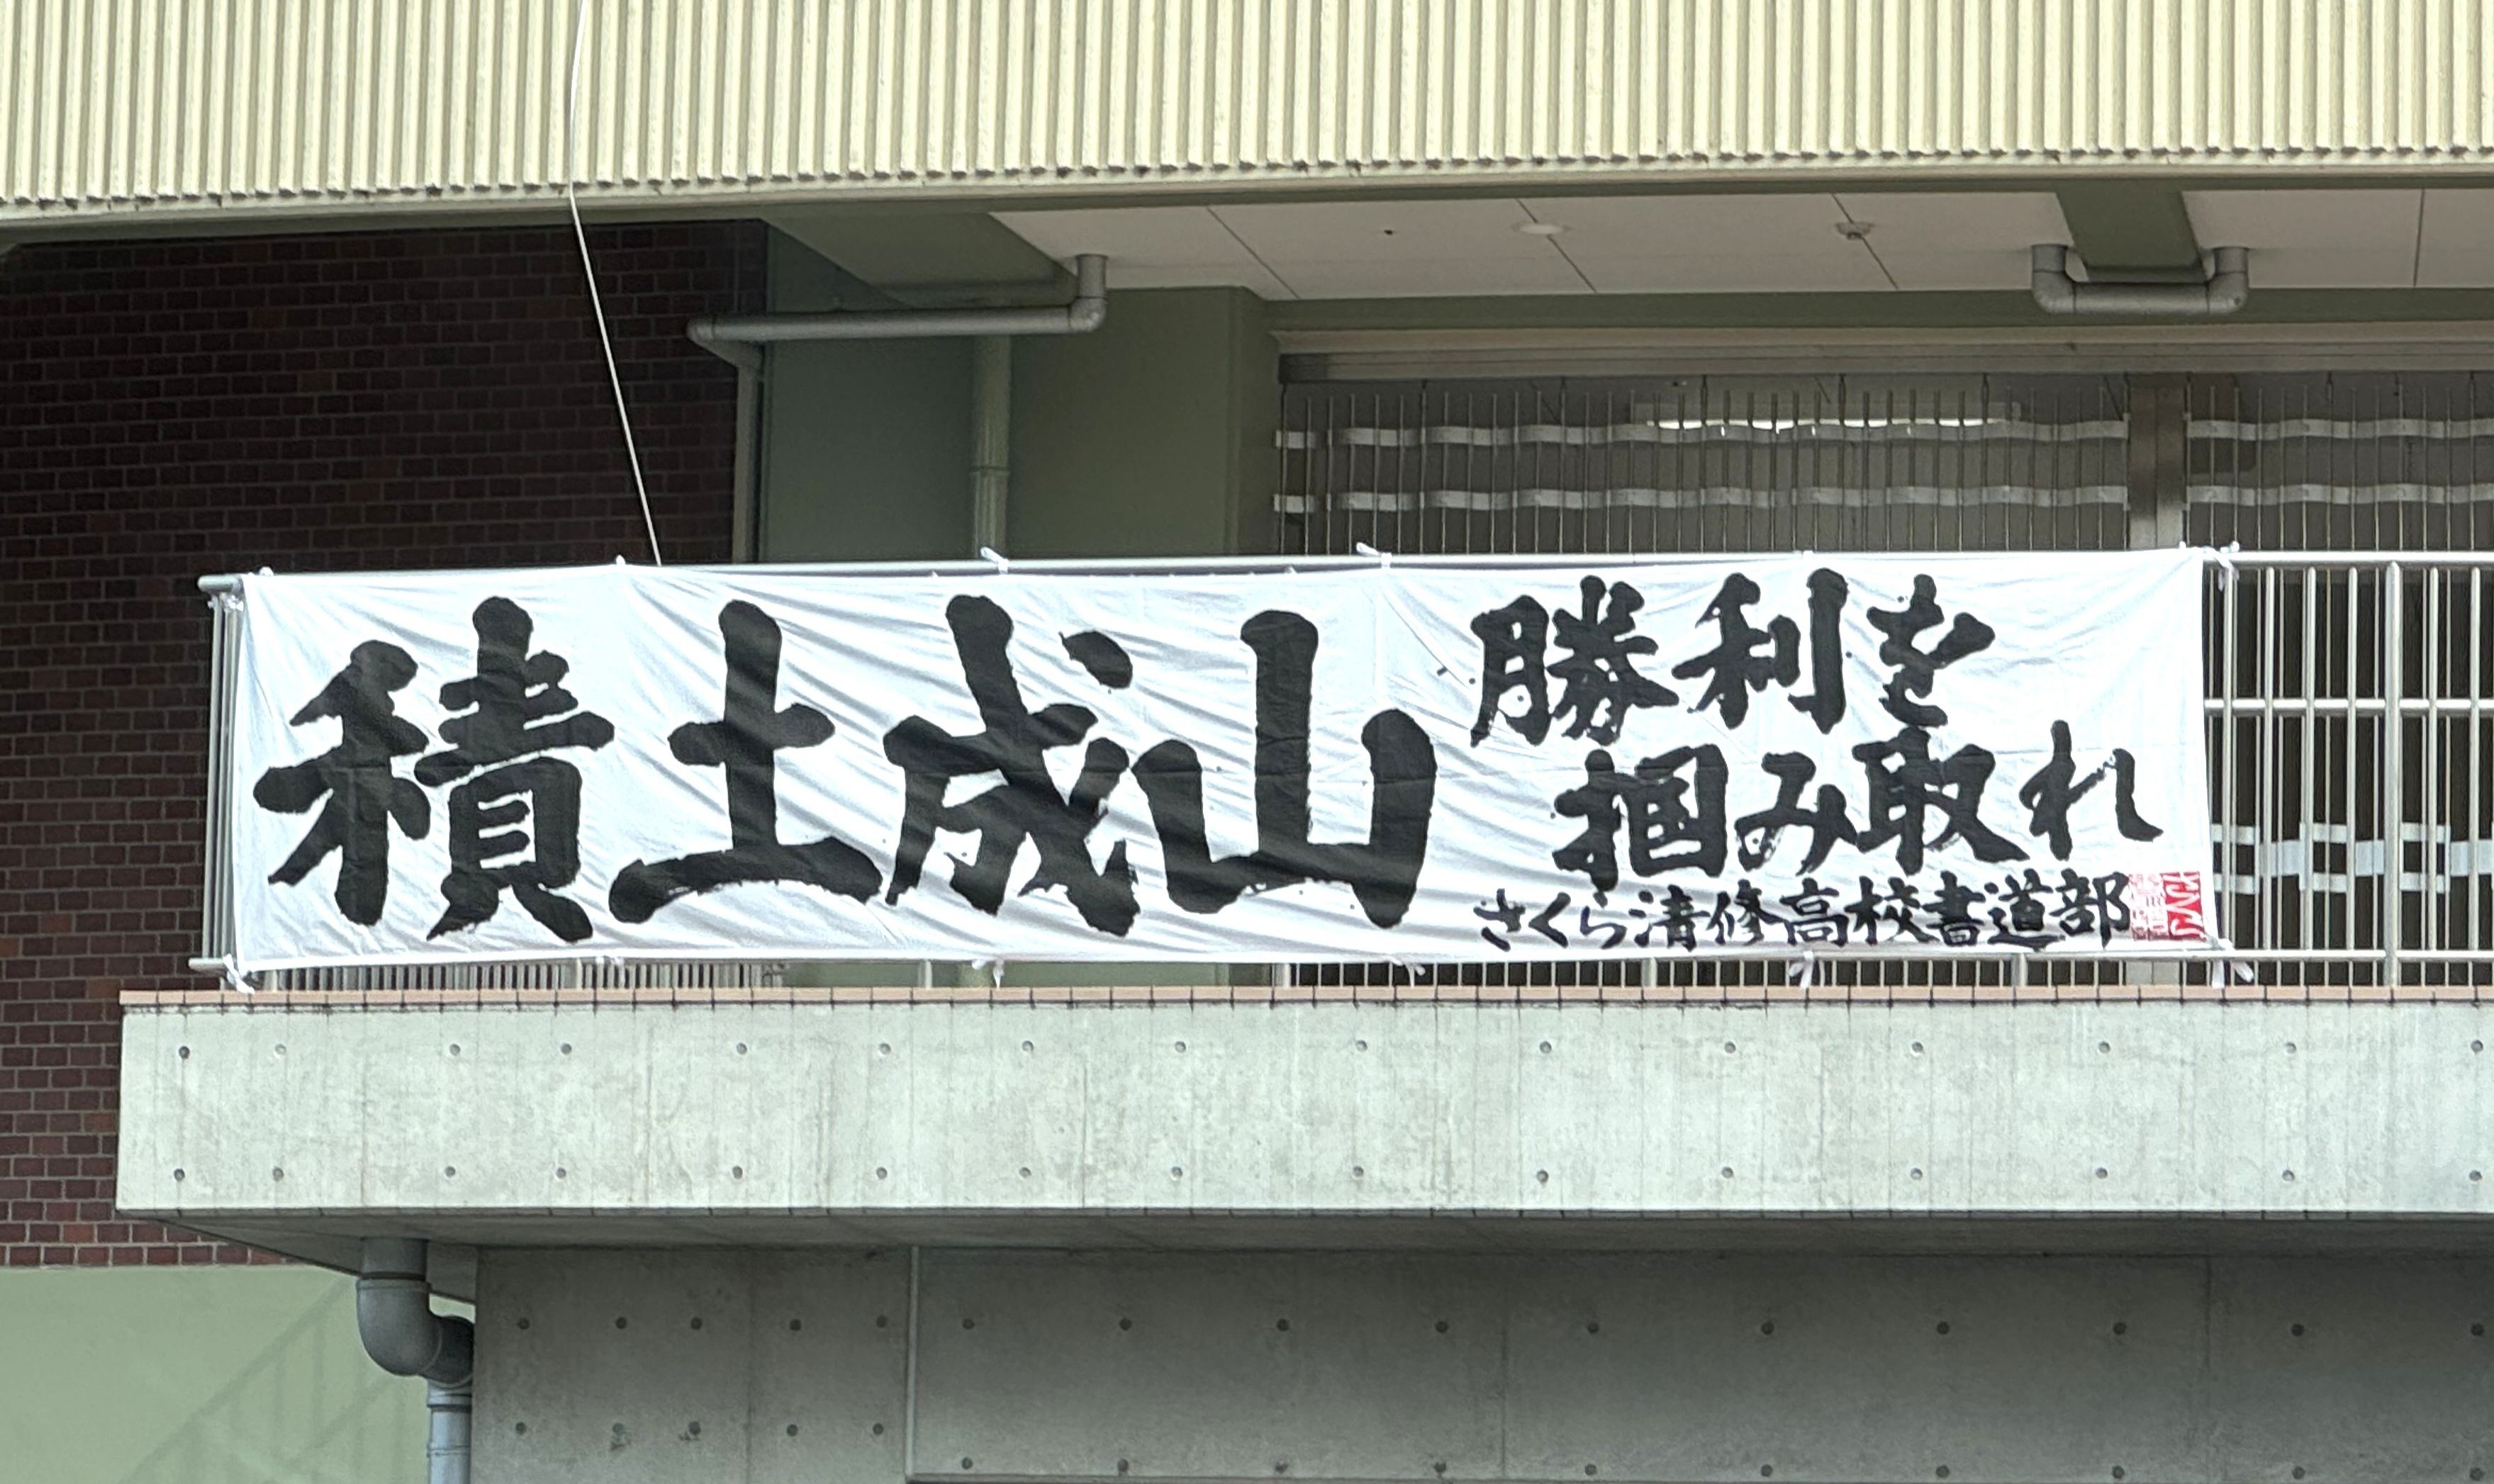 積土成山
勝利を
掴み取れ
さくら清修高校書道部